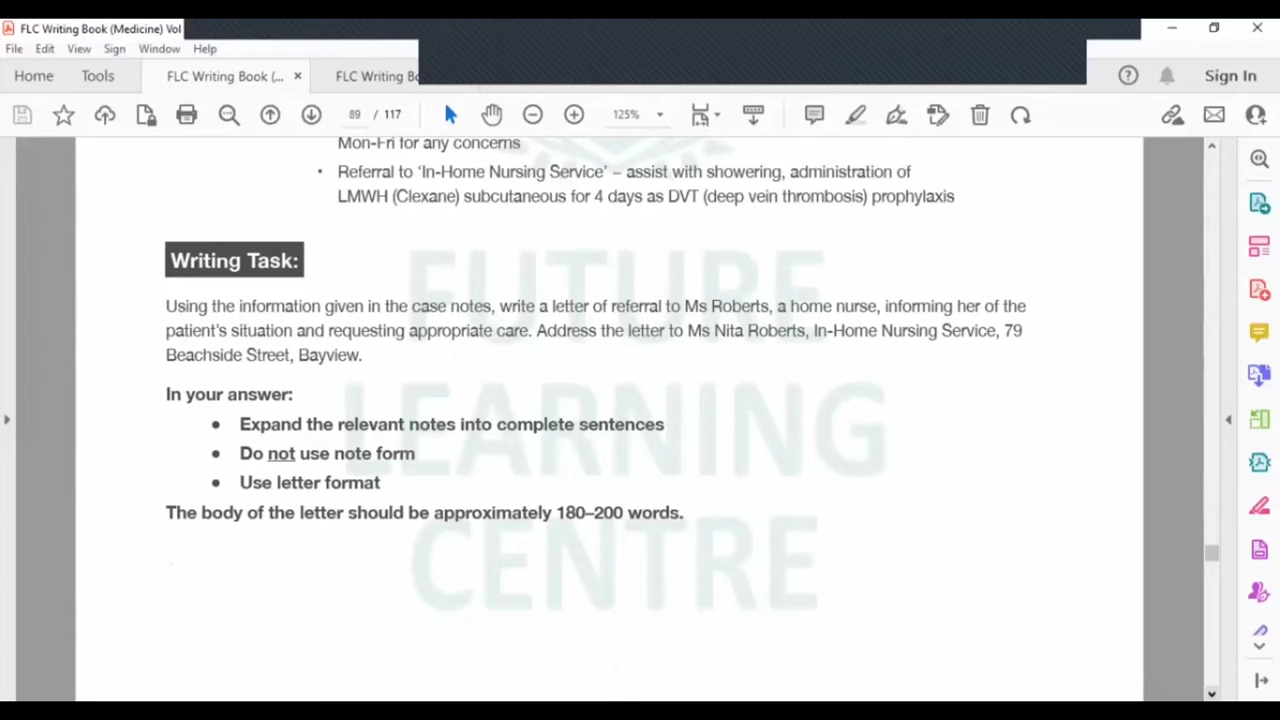 FLC Writing Book (Medicine) Vol
File Edit View Sign Window Help
Home Tools FLC Writing Book (... × FLC Writing Bo Sign In
89 / 117 125%
Mon-Fri for any concerns
• Referral to ‘In-Home Nursing Service’ – assist with showering, administration of
LMWH (Clexane) subcutaneous for 4 days as DVT (deep vein thrombosis) prophylaxis
Writing Task:
Using the information given in the case notes, write a letter of referral to Ms Roberts, a home nurse, informing her of the
patient’s situation and requesting appropriate care. Address the letter to Ms Nita Roberts, In-Home Nursing Service, 79
Beachside Street, Bayview.
In your answer:
• Expand the relevant notes into complete sentences
• Do not use note form
• Use letter format
The body of the letter should be approximately 180–200 words.
FUTURE
LEARNING
CENTRE